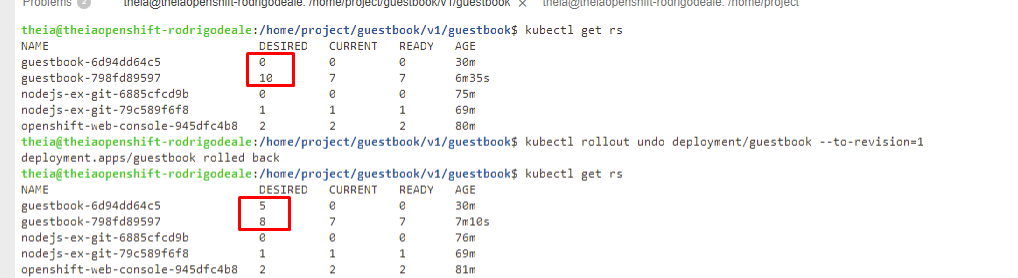 Problems 2 theia@theiaopenshift-rodrigodeale: /home/project/guestbook/v1/guestbook × theia@theiaopenshift-rodrigodeale: /home/project
theia@theiaopenshift-rodrigodeale:/home/project/guestbook/v1/guestbook$ kubectl get rs
NAME DESIRED CURRENT READY AGE
guestbook-6d94dd64c5 0 0 0 30m
guestbook-798fd89597 10 7 7 6m35s
nodejs-ex-git-6885cfcd9b 0 0 0 75m
nodejs-ex-git-79c589f6f8 1 1 1 69m
openshift-web-console-945dfc4b8 2 2 2 80m
theia@theiaopenshift-rodrigodeale:/home/project/guestbook/v1/guestbook$ kubectl rollout undo deployment/guestbook --to-revision=1
deployment.apps/guestbook rolled back
theia@theiaopenshift-rodrigodeale:/home/project/guestbook/v1/guestbook$ kubectl get rs
NAME DESIRED CURRENT READY AGE
guestbook-6d94dd64c5 5 0 0 30m
guestbook-798fd89597 8 7 7 7m10s
nodejs-ex-git-6885cfcd9b 0 0 0 76m
nodejs-ex-git-79c589f6f8 1 1 1 69m
openshift-web-console-945dfc4b8 2 2 2 81m